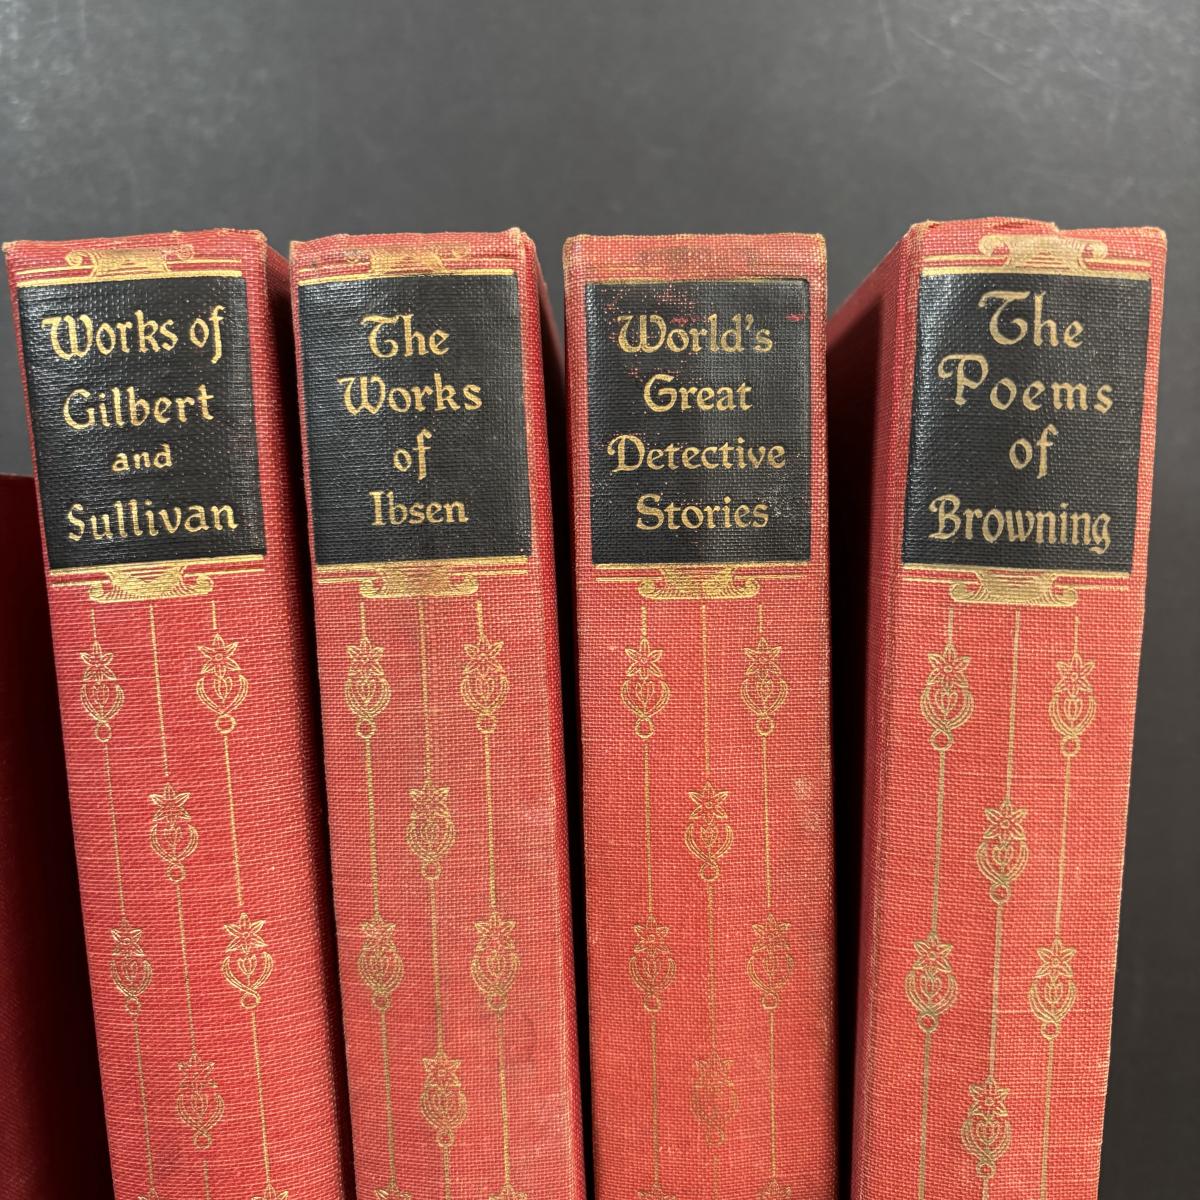 Works of
Gilbert
and
Sullivan
The
Works
of
Ibsen
World's
Great
Detective
Stories
The
Poems
of
Browning